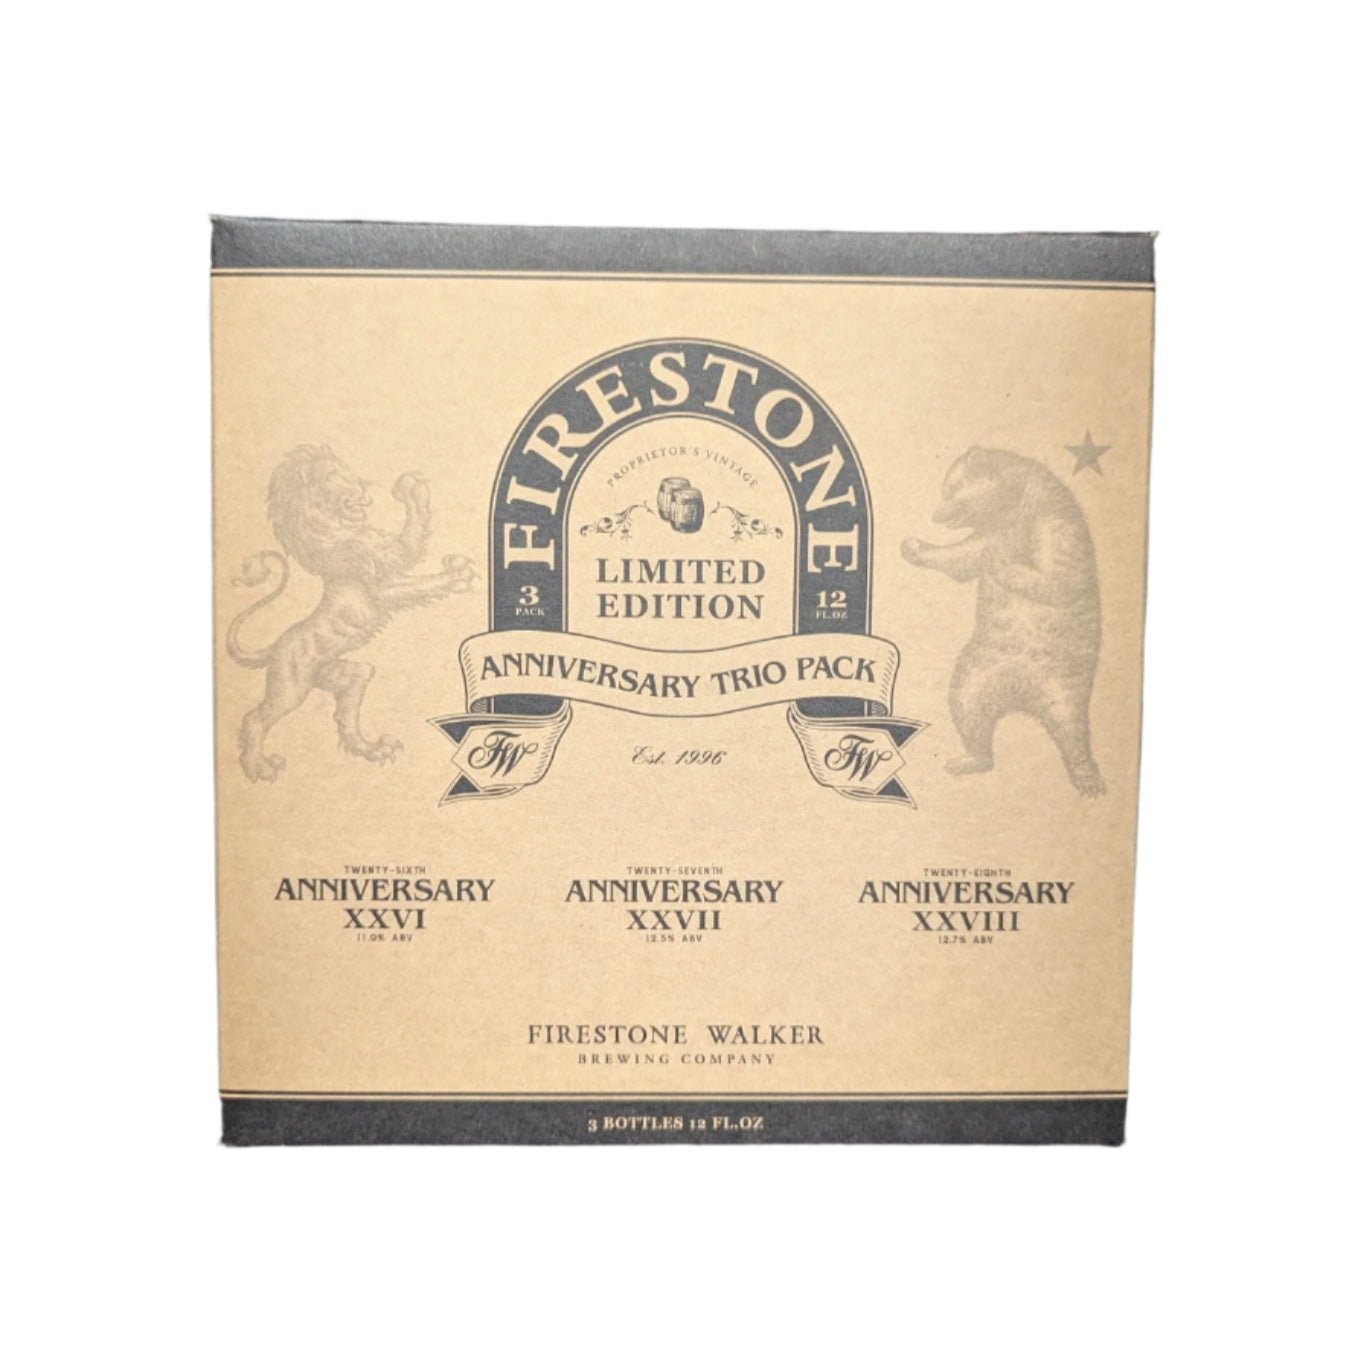 FIRESTONE
PROPRIETOR'S VINTAGE
LIMITED
EDITION
3
PACK
12
FL.OZ
ANNIVERSARY TRIO PACK
FW
Est. 1996
FW
TWENTY-SIXTH
ANNIVERSARY
XXVI
11.0% ABV
TWENTY-SEVENTH
ANNIVERSARY
XXVII
12.5% ABV
TWENTY-EIGHTH
ANNIVERSARY
XXVIII
12.7% ABV
FIRESTONE WALKER
BREWING COMPANY
3 BOTTLES 12 FL.OZ